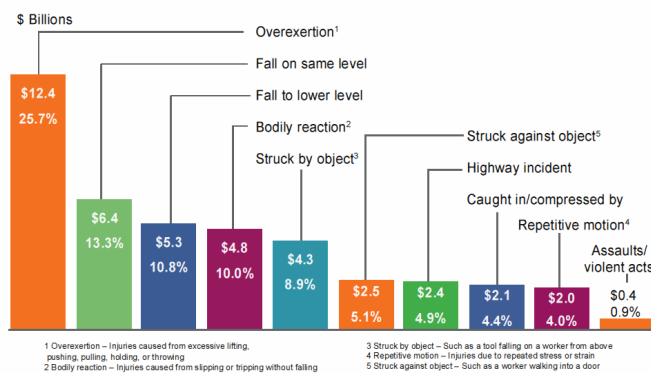 $ Billions
Overexertion¹
Fall on same level
Fall to lower level
Bodily reaction²
Struck by object³
Struck against object⁵
Highway incident
Caught in/compressed by
Repetitive motion⁴
Assaults/
violent acts
$12.4
25.7%
$6.4
13.3%
$5.3
10.8%
$4.8
10.0%
$4.3
8.9%
$2.5
5.1%
$2.4
4.9%
$2.1
4.4%
$2.0
4.0%
$0.4
0.9%
1 Overexertion – Injuries caused from excessive lifting,
pushing, pulling, holding, or throwing
2 Bodily reaction – Injuries caused from slipping or tripping without falling
3 Struck by object – Such as a tool falling on a worker from above
4 Repetitive motion – Injuries due to repeated stress or strain
5 Struck against object – Such as a worker walking into a door